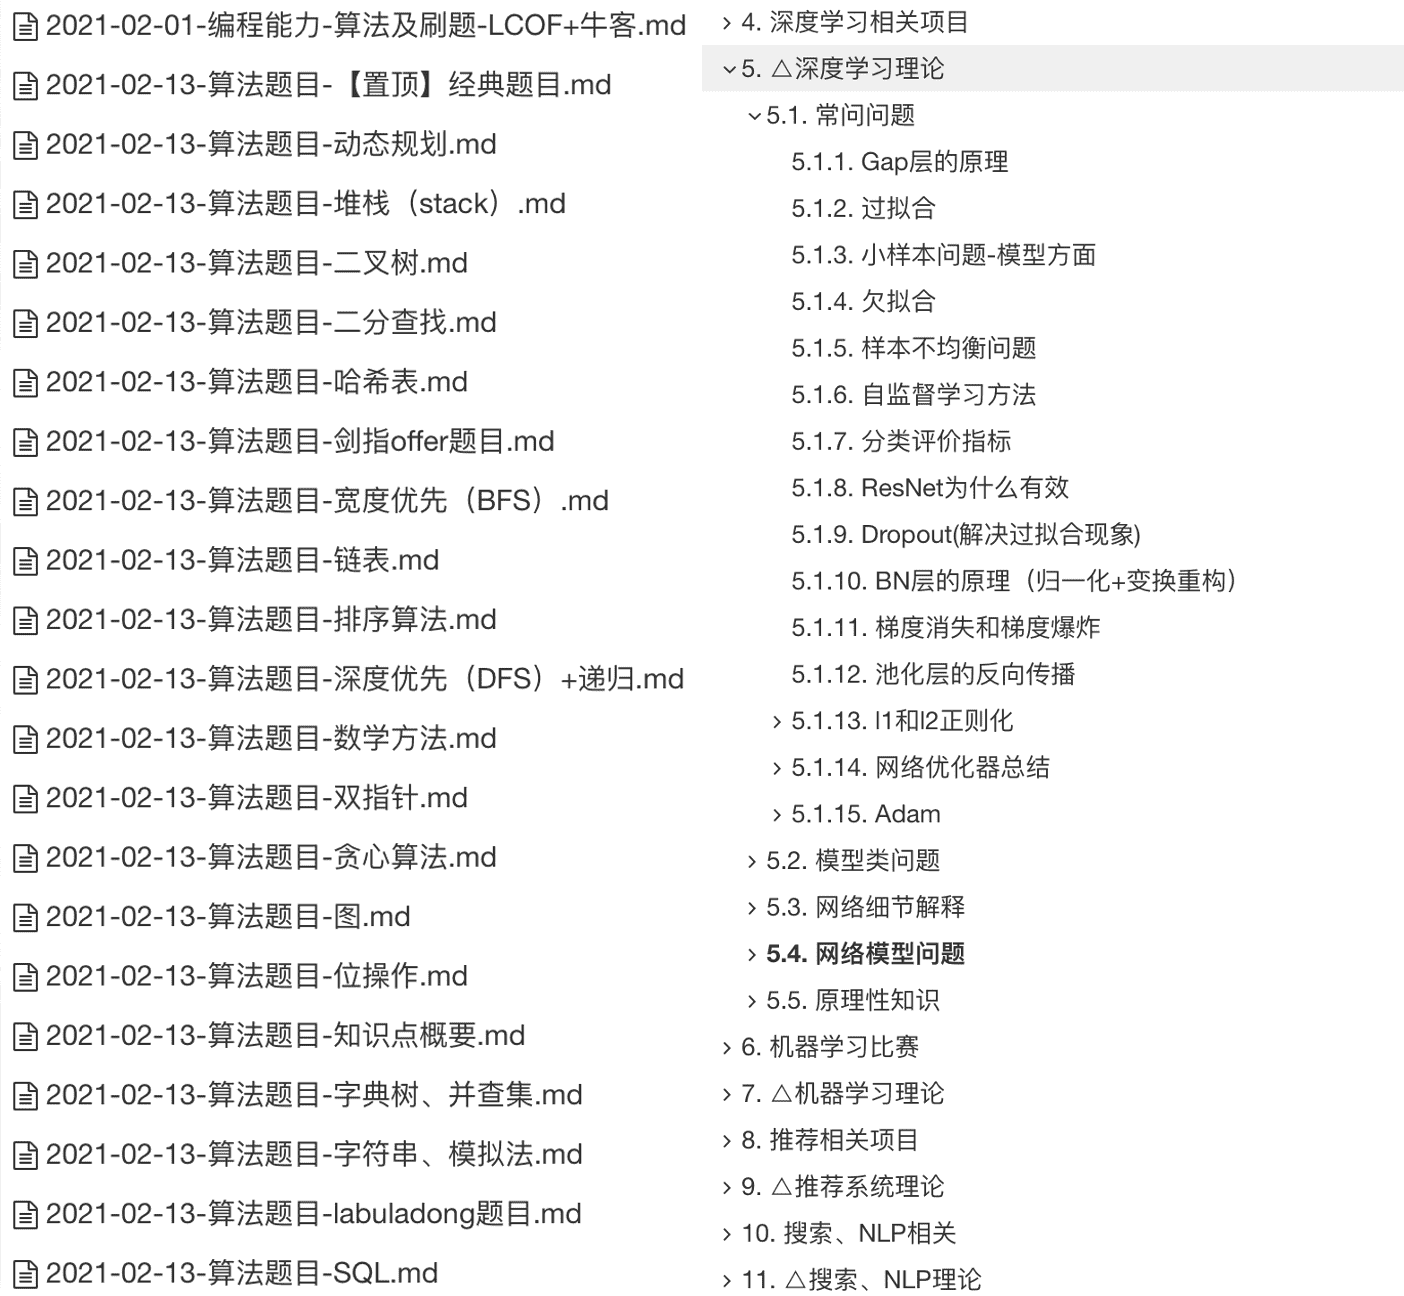 2021-02-01-编程能力-算法及刷题-LCOF+牛客.md
2021-02-13-算法题目-【置顶】经典题目.md
2021-02-13-算法题目-动态规划.md
2021-02-13-算法题目-堆栈（stack）.md
2021-02-13-算法题目-二叉树.md
2021-02-13-算法题目-二分查找.md
2021-02-13-算法题目-哈希表.md
2021-02-13-算法题目-剑指offer题目.md
2021-02-13-算法题目-宽度优先（BFS）.md
2021-02-13-算法题目-链表.md
2021-02-13-算法题目-排序算法.md
2021-02-13-算法题目-深度优先（DFS）+递归.md
2021-02-13-算法题目-数学方法.md
2021-02-13-算法题目-双指针.md
2021-02-13-算法题目-贪心算法.md
2021-02-13-算法题目-图.md
2021-02-13-算法题目-位操作.md
2021-02-13-算法题目-知识点概要.md
2021-02-13-算法题目-字典树、并查集.md
2021-02-13-算法题目-字符串、模拟法.md
2021-02-13-算法题目-labuladong题目.md
2021-02-13-算法题目-SQL.md
4. 深度学习相关项目
5. △深度学习理论
5.1. 常问问题
5.1.1. Gap层的原理
5.1.2. 过拟合
5.1.3. 小样本问题-模型方面
5.1.4. 欠拟合
5.1.5. 样本不均衡问题
5.1.6. 自监督学习方法
5.1.7. 分类评价指标
5.1.8. ResNet为什么有效
5.1.9. Dropout(解决过拟合现象)
5.1.10. BN层的原理（归一化+变换重构）
5.1.11. 梯度消失和梯度爆炸
5.1.12. 池化层的反向传播
5.1.13. l1和l2正则化
5.1.14. 网络优化器总结
5.1.15. Adam
5.2. 模型类问题
5.3. 网络细节解释
5.4. 网络模型问题
5.5. 原理性知识
6. 机器学习比赛
7. △机器学习理论
8. 推荐相关项目
9. △推荐系统理论
10. 搜索、NLP相关
11. △搜索、NLP理论